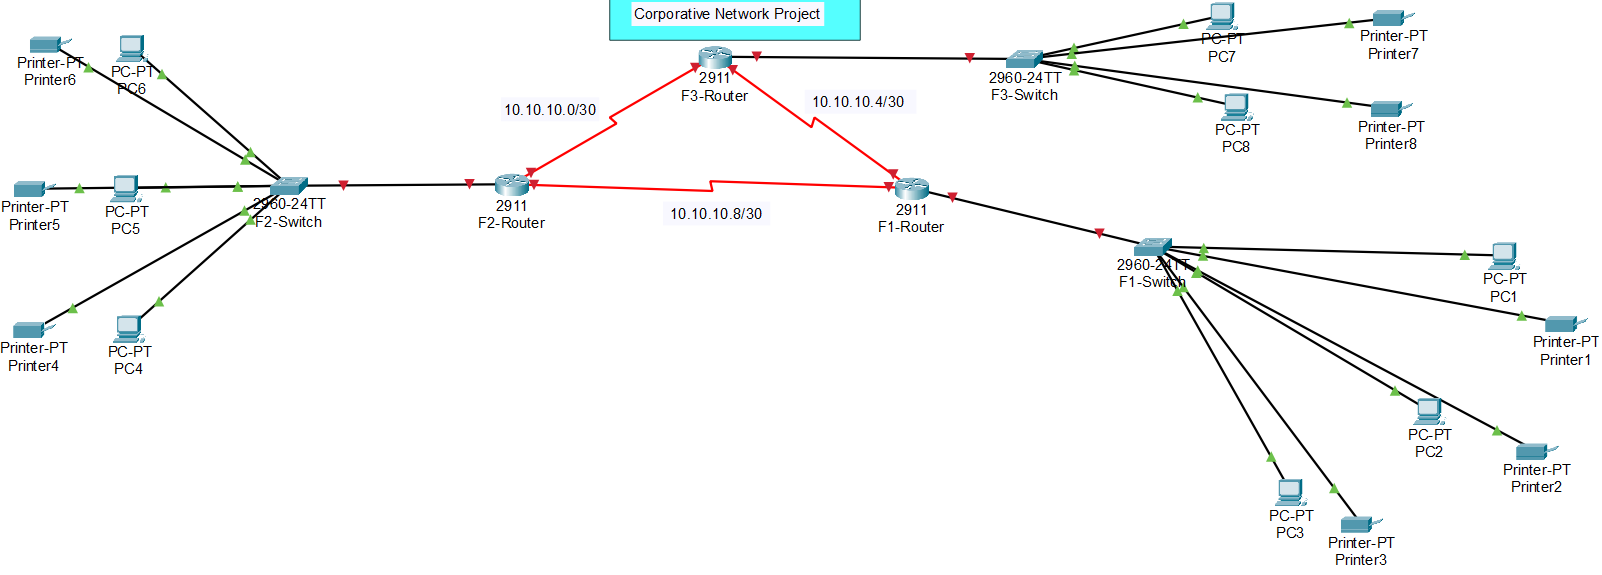 Corporative Network Project
Printer-PT
Printer6
PC-PT
PC6
2911
F3-Router
2960-24TT
F3-Switch
PC-PT
PC7
Printer-PT
Printer7
10.10.10.0/30
10.10.10.4/30
PC-PT
PC8
Printer-PT
Printer8
Printer-PT
Printer5
PC-PT
PC5
2960-24TT
F2-Switch
2911
F2-Router
10.10.10.8/30
2911
F1-Router
2960-24TT
F1-Switch
PC-PT
PC1
Printer-PT
Printer4
PC-PT
PC4
Printer-PT
Printer1
PC-PT
PC2
Printer-PT
Printer2
PC-PT
PC3
Printer-PT
Printer3